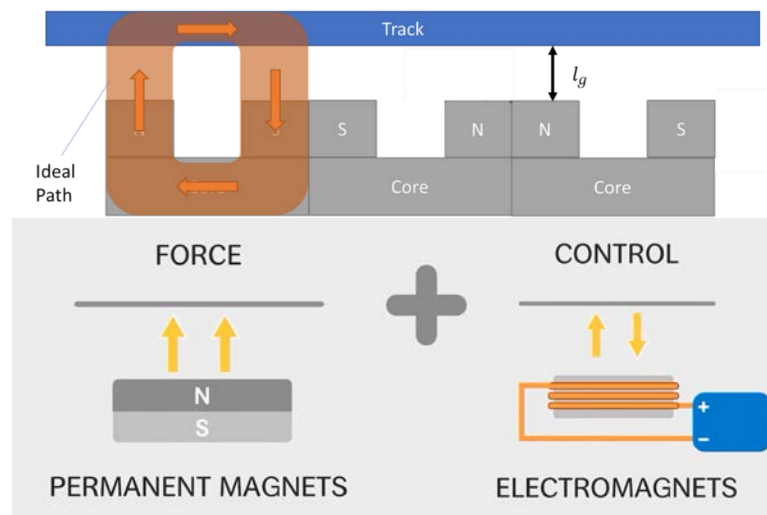 Track
l_g
N
S
S
N
N
S
Ideal
Path
Core
Core
FORCE
CONTROL
N
S
+
−
PERMANENT MAGNETS
ELECTROMAGNETS